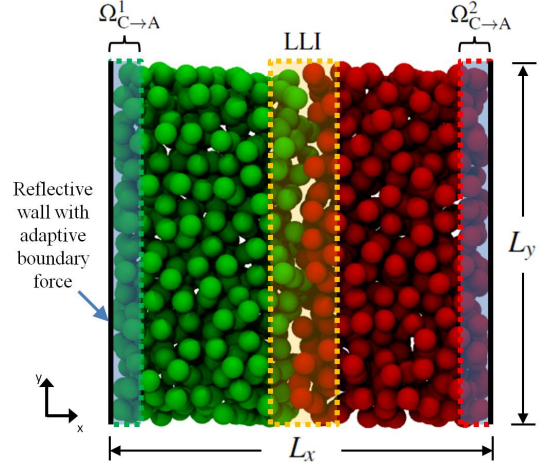 Ω¹C→A
LLI
Ω²C→A
Reflective
wall with
adaptive
boundary
force
Ly
y
x
Lx